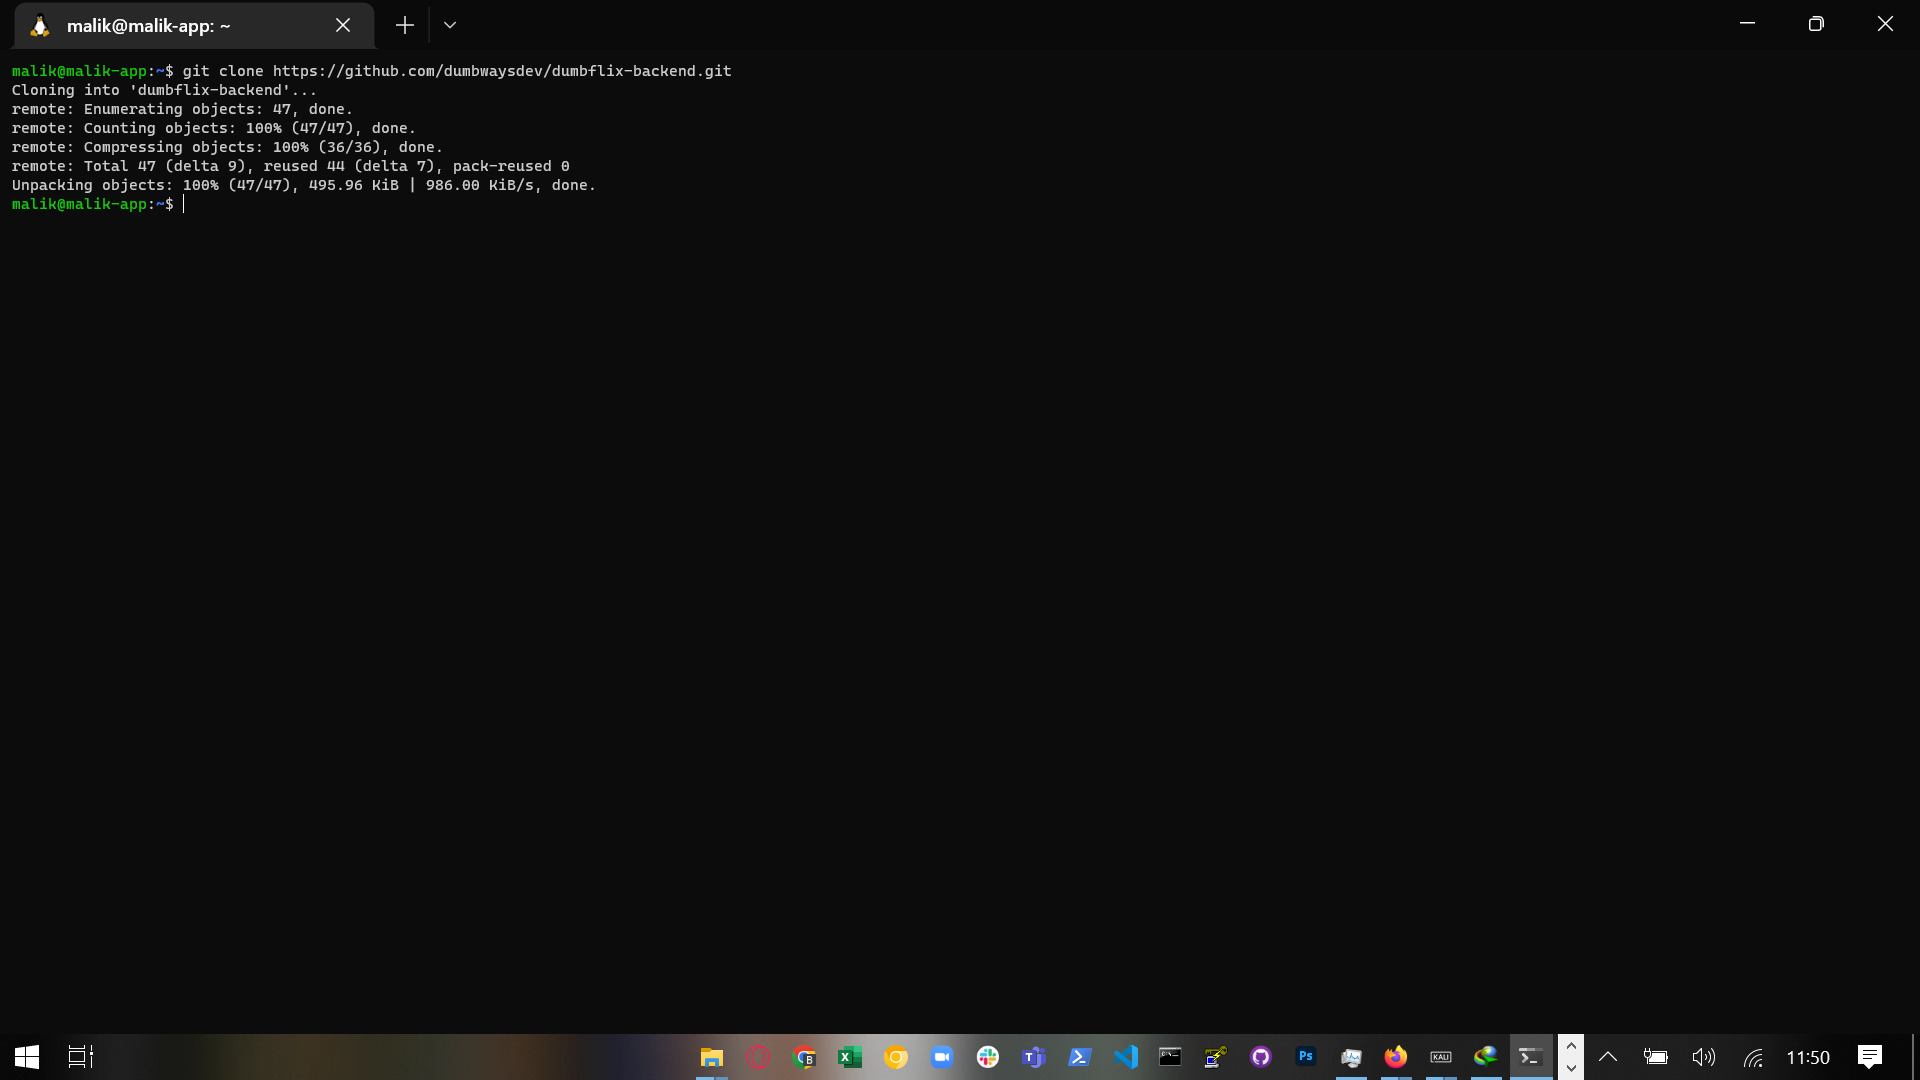 malik@malik-app: ~
malik@malik-app:~$ git clone https://github.com/dumbwaysdev/dumbflix-backend.git
Cloning into 'dumbflix-backend'...
remote: Enumerating objects: 47, done.
remote: Counting objects: 100% (47/47), done.
remote: Compressing objects: 100% (36/36), done.
remote: Total 47 (delta 9), reused 44 (delta 7), pack-reused 0
Unpacking objects: 100% (47/47), 495.96 KiB | 986.00 KiB/s, done.
malik@malik-app:~$
B X T Ps KALI 11:50